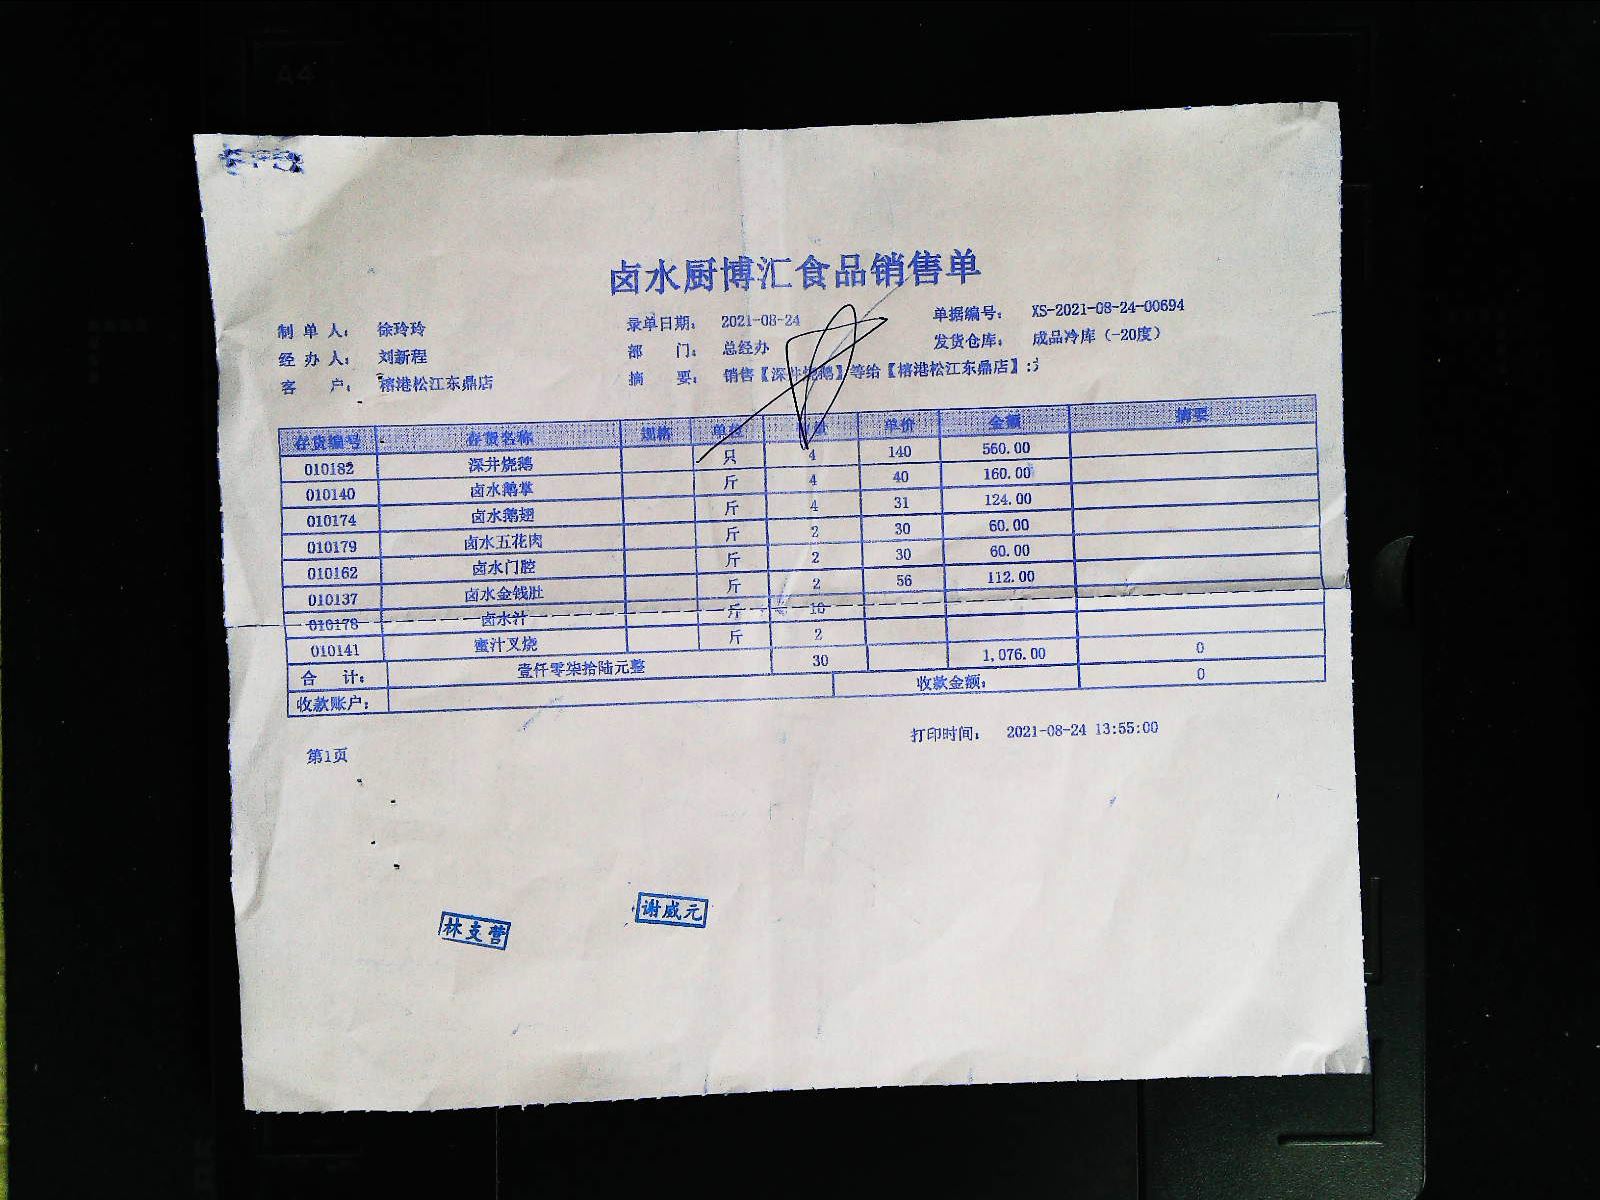 卤水厨博汇食品销售单
制单人： 徐玲玲 录单日期： 2021-08-24 单据编号： XS-2021-08-24-00694
经办人： 刘新程 部门： 总经办 发货仓库： 成品冷库（-20度）
客户： 榕港松江东鼎店 摘要： 销售【深井烧鹅】等给【榕港松江东鼎店】:
存货编号 存货名称 规格 单位 数量 单价 金额 摘要
010182 深井烧鹅 只 4 140 560.00
010140 卤水鹅掌 斤 4 40 160.00
010174 卤水鹅翅 斤 4 31 124.00
010179 卤水五花肉 斤 2 30 60.00
010162 卤水门腔 斤 2 30 60.00
010137 卤水金钱肚 斤 2 56 112.00
010178 卤水汁 斤 10
010141 蜜汁叉烧 斤 2
合计： 壹仟零柒拾陆元整 30 1,076.00 0
收款账户： 收款金额： 0
第1页 打印时间： 2021-08-24 13:55:00
林支营 谢威元
A4